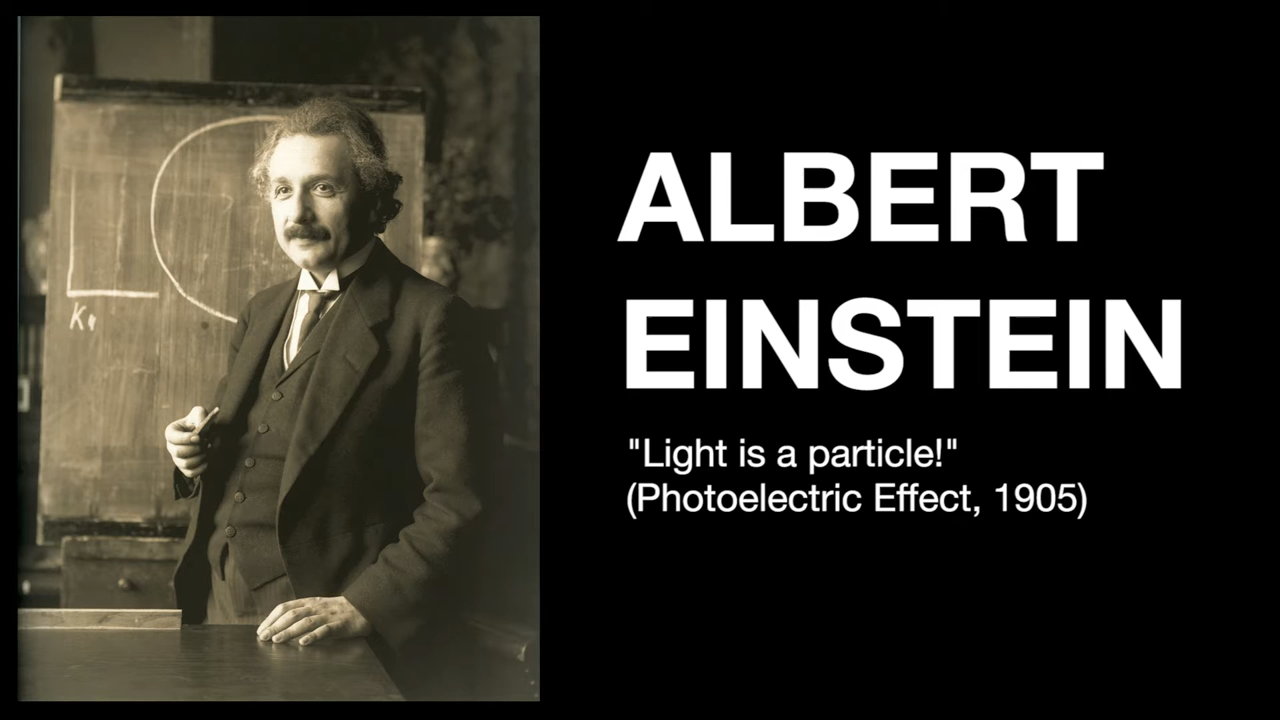 ALBERT
EINSTEIN
"Light is a particle!"
(Photoelectric Effect, 1905)